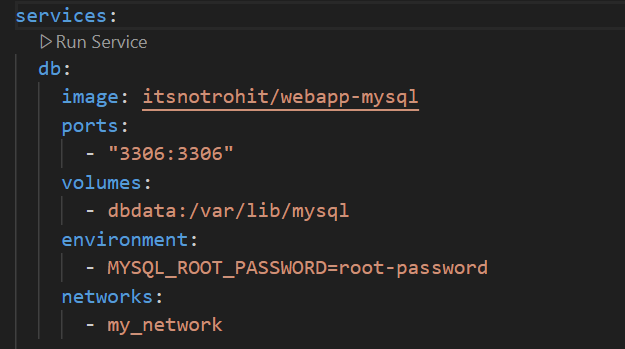 services:
▷Run Service
db:
image: itsnotrohit/webapp-mysql
ports:
- "3306:3306"
volumes:
- dbdata:/var/lib/mysql
environment:
- MYSQL_ROOT_PASSWORD=root-password
networks:
- my_network